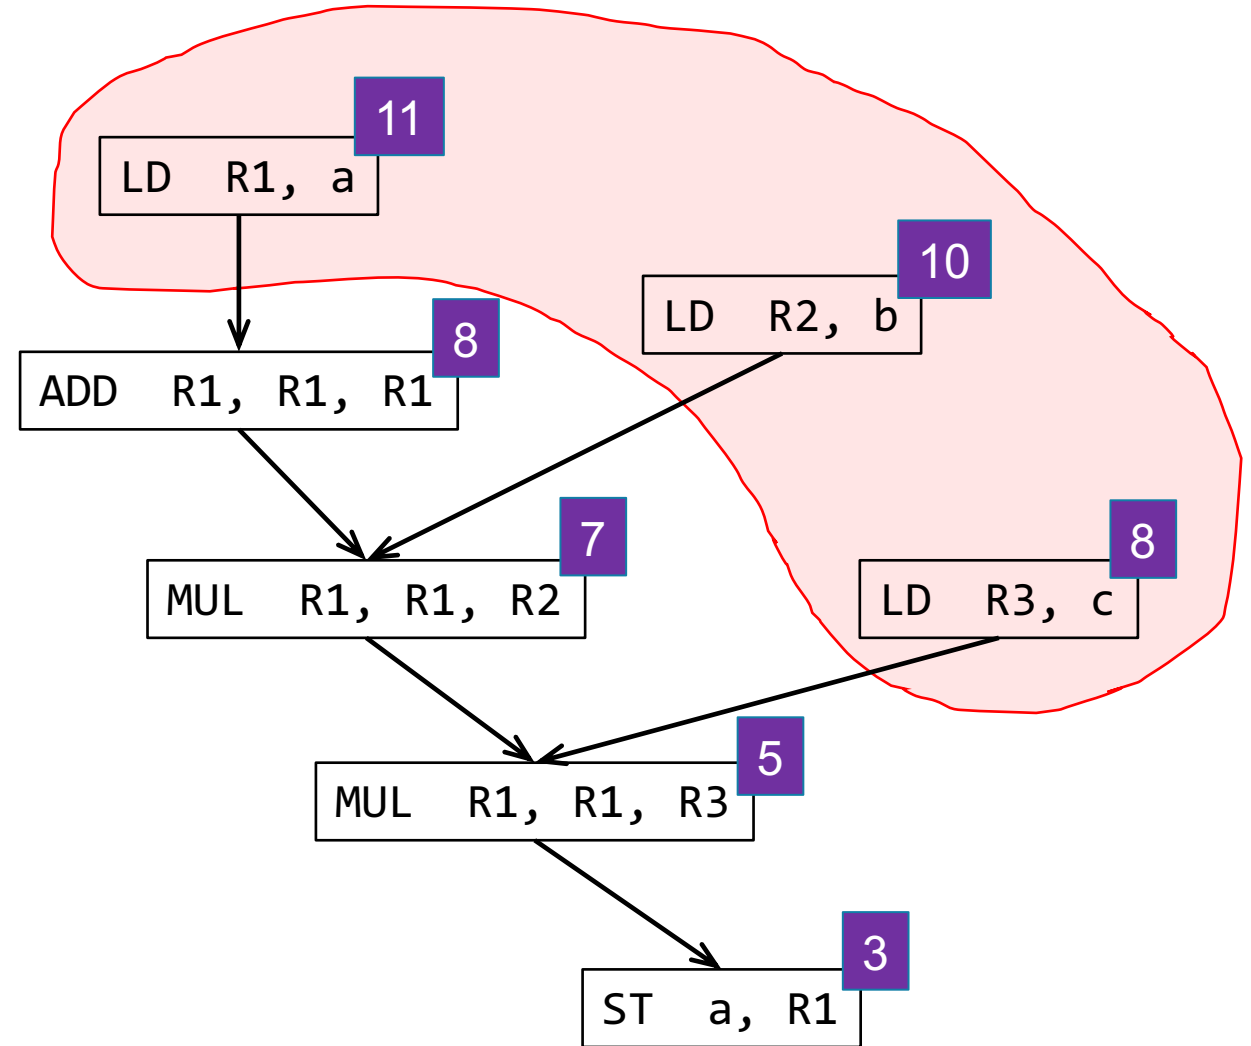 11
LD R1, a
10
LD R2, b
8
ADD R1, R1, R1
7
MUL R1, R1, R2
8
LD R3, c
5
MUL R1, R1, R3
3
ST a, R1